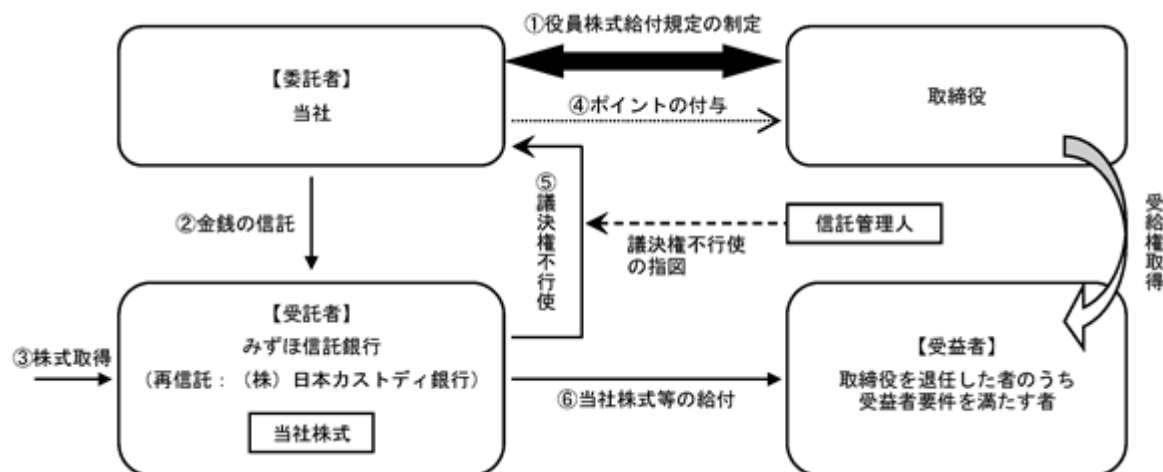 ①役員株式給付規定の制定
【委託者】
当社
取締役
④ポイントの付与
②金銭の信託
⑤議決権不行使
議決権不行使
の指図
信託管理人
受給権取得
③株式取得
【受託者】
みずほ信託銀行
(再信託：(株)日本カストディ銀行)
当社株式
⑥当社株式等の給付
【受益者】
取締役を退任した者のうち
受益者要件を満たす者